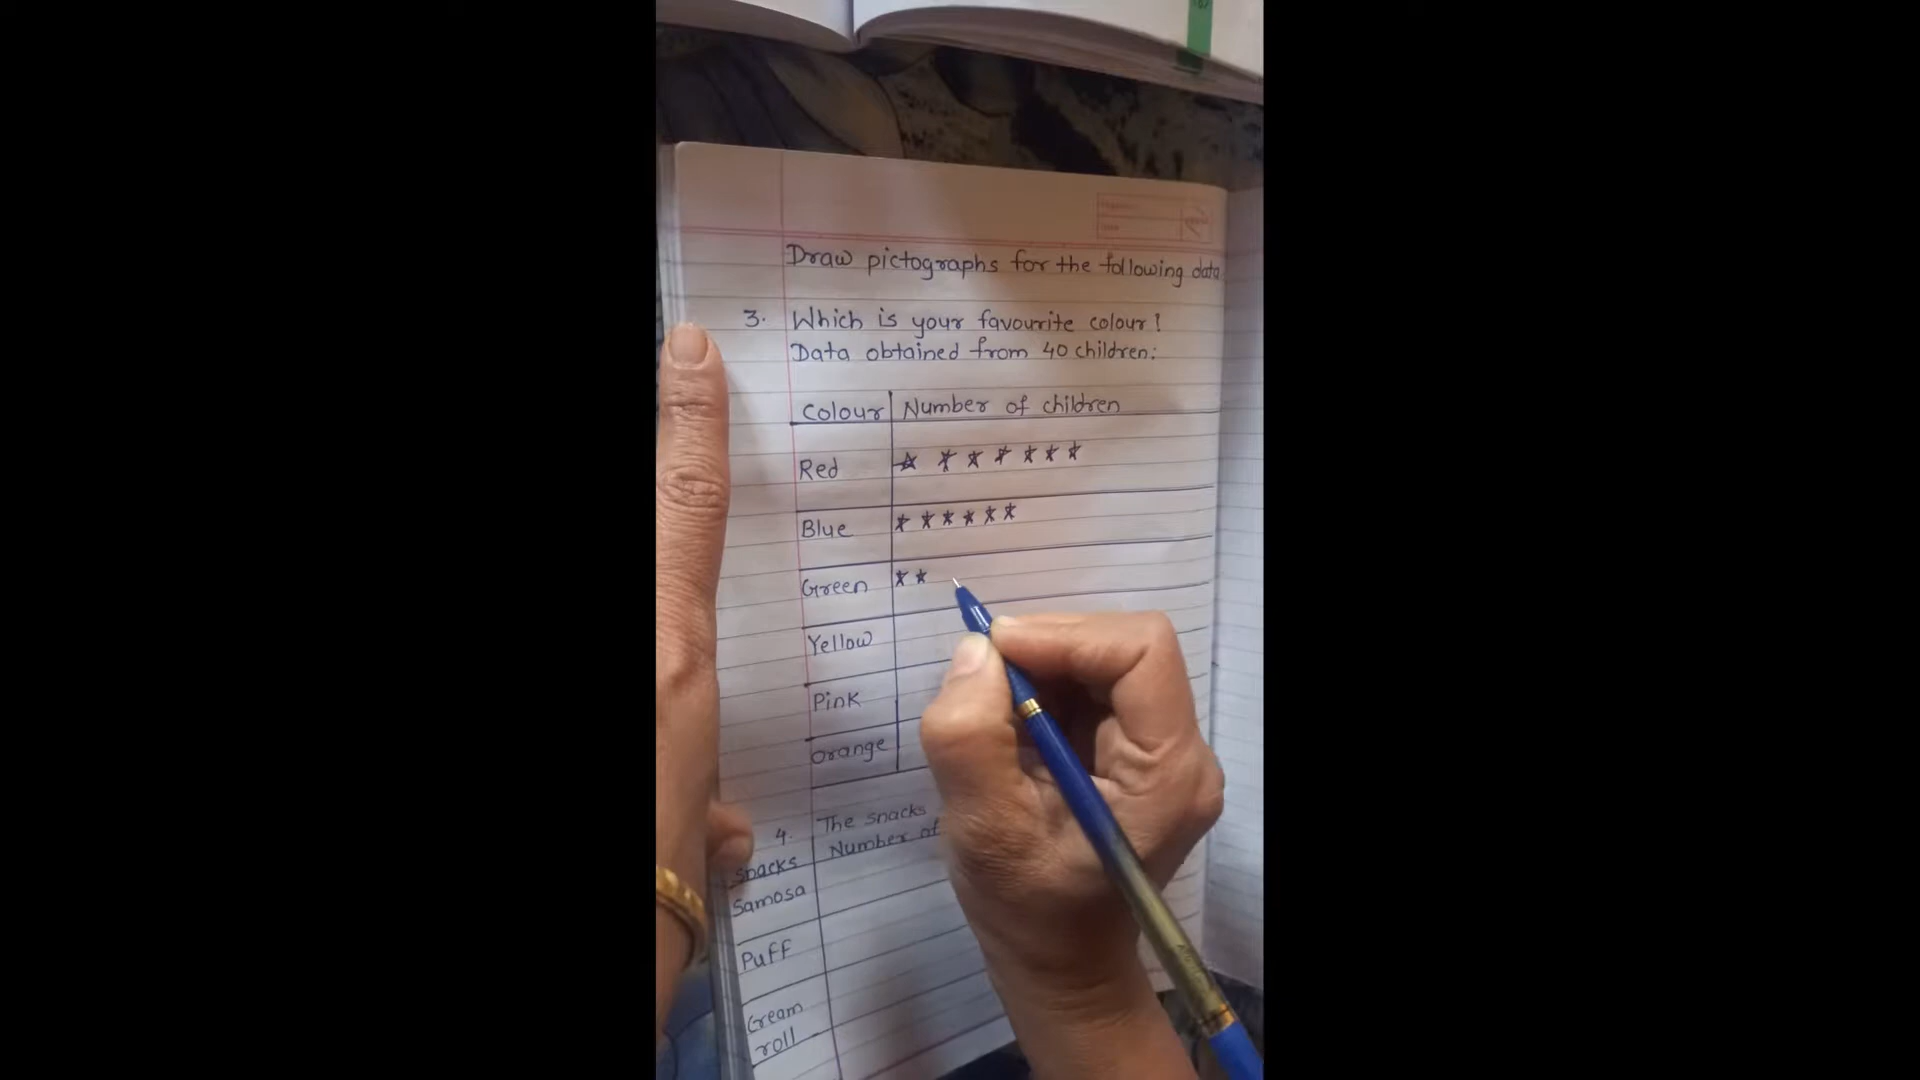 Draw pictographs for the following data
3. Which is your favourite colour!
Data obtained from 40 children:
Colour Number of children
Red
Blue
Green
Yellow
Pink
Orange
4. The snacks
Snacks Number of
Samosa
Puff
Cream
roll